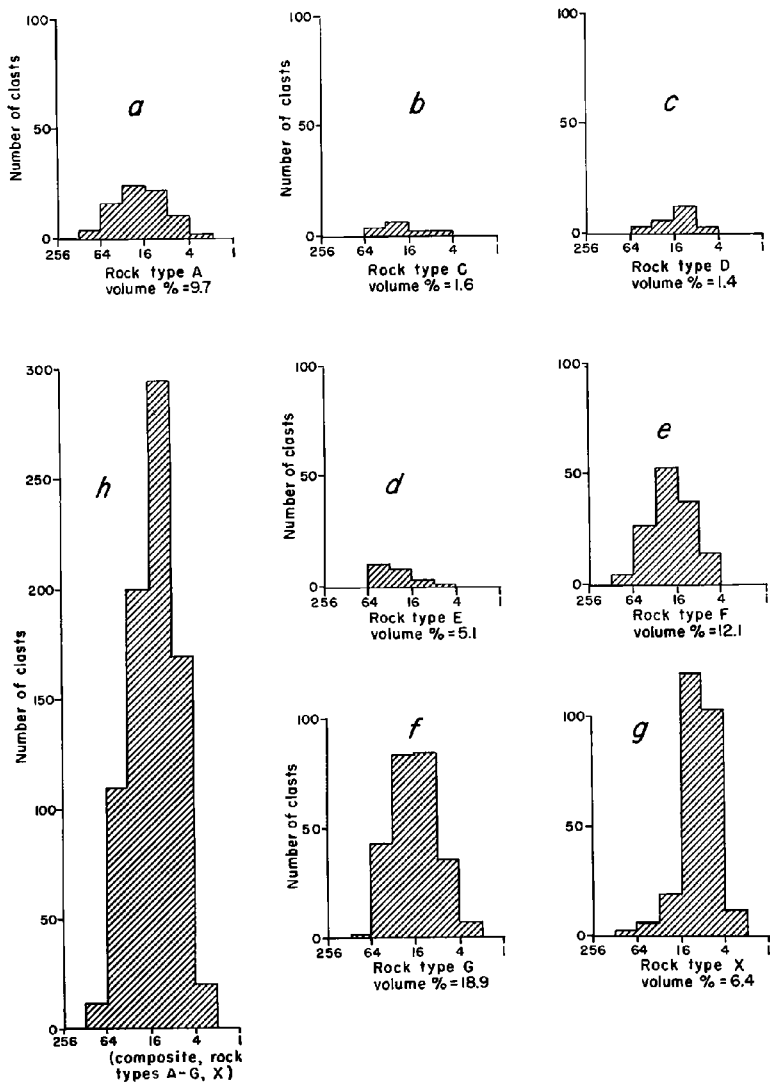 100
50
0
Number of clasts
a
256 64 16 4 1
Rock type A
volume % =9.7
100
50
0
Number of clasts
b
256 64 16 4 1
Rock type C
volume % =1.6
100
50
0
c
256 64 16 4 1
Rock type D
volume % =1.4
300
250
200
150
100
50
0
Number of clasts
h
256 64 16 4 1
(composite, rock
types A-G, X)
100
50
0
Number of clasts
d
256 64 16 4 1
Rock type E
volume % =5.1
100
50
0
e
256 64 16 4 1
Rock type F
volume % =12.1
100
50
0
Number of clasts
f
256 64 16 4 1
Rock type G
volume % =18.9
100
50
0
g
256 64 16 4 1
Rock type X
volume % =6.4